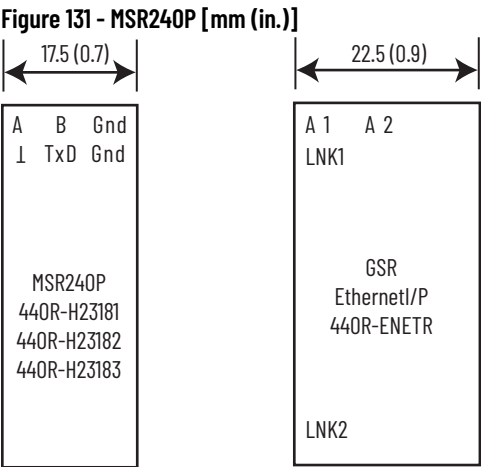 Figure 131 - MSR240P [mm (in.)]
17.5 (0.7)
A B Gnd
⊥ TxD Gnd
MSR240P
440R-H23181
440R-H23182
440R-H23183
22.5 (0.9)
A 1 A 2
LNK1
GSR
EthernetI/P
440R-ENETR
LNK2